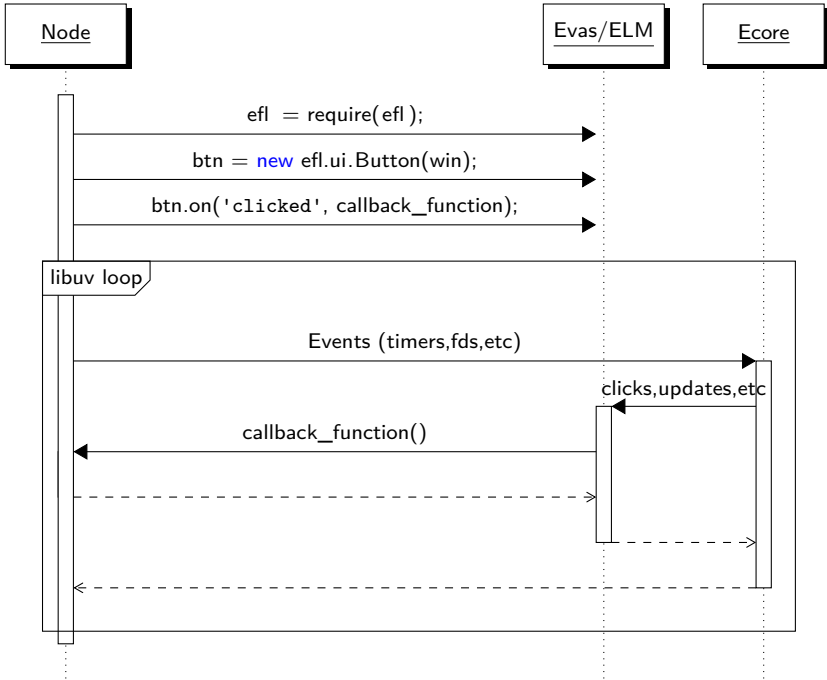 Node
Evas/ELM
Ecore
efl = require(efl);
btn = new efl.ui.Button(win);
btn.on('clicked', callback_function);
libuv loop
Events (timers,fds,etc)
clicks,updates,etc
callback_function()